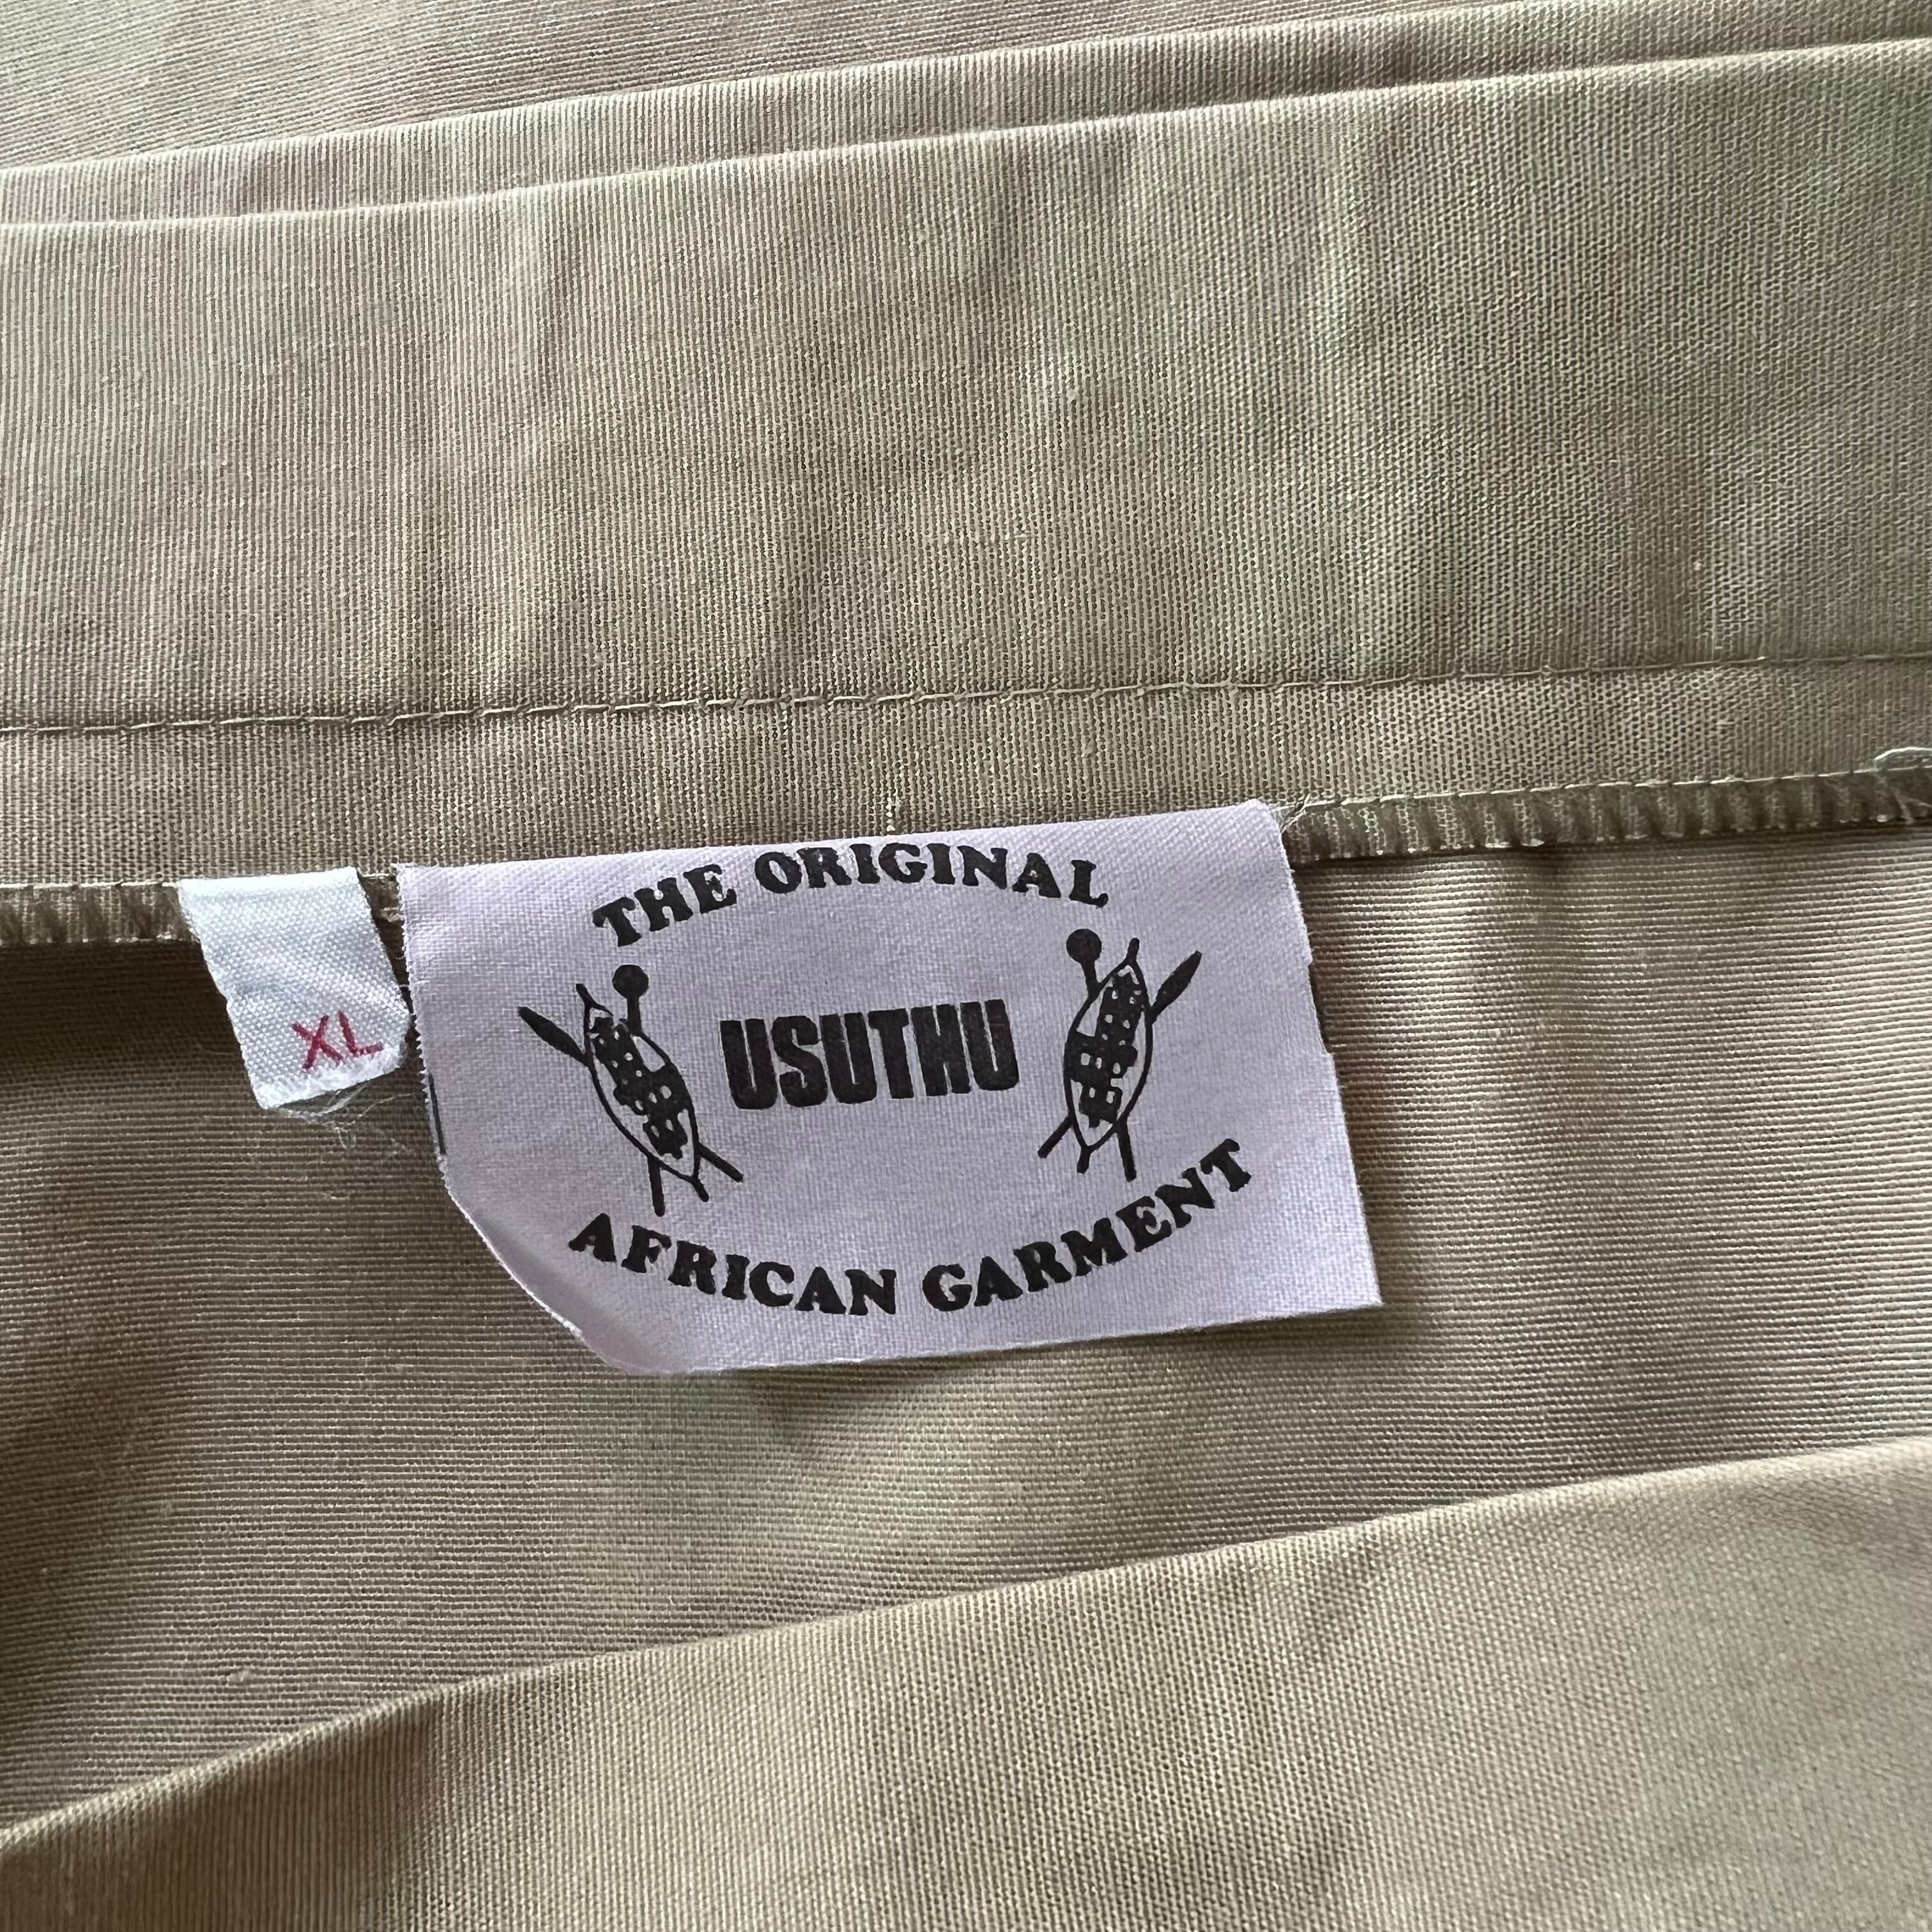 XL
THE ORIGINAL
USUTHU
AFRICAN GARMENT